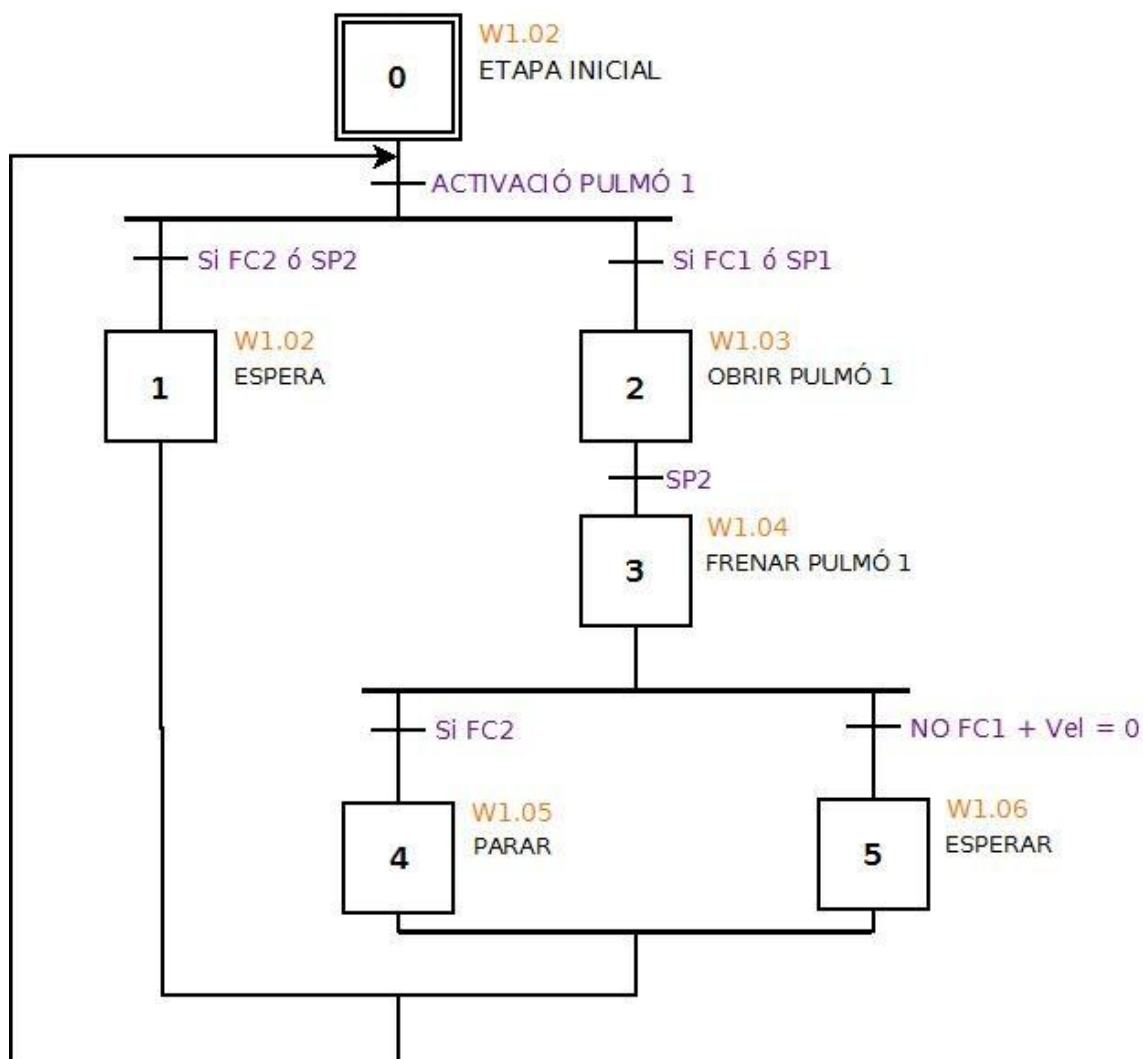 W1.02
0
ETAPA INICIAL
ACTIVACIÓ PULMÓ 1
Si FC2 ó SP2
Si FC1 ó SP1
W1.02
1
ESPERA
W1.03
2
OBRIR PULMÓ 1
SP2
W1.04
3
FRENAR PULMÓ 1
Si FC2
NO FC1 + Vel = 0
W1.05
4
PARAR
W1.06
5
ESPERAR